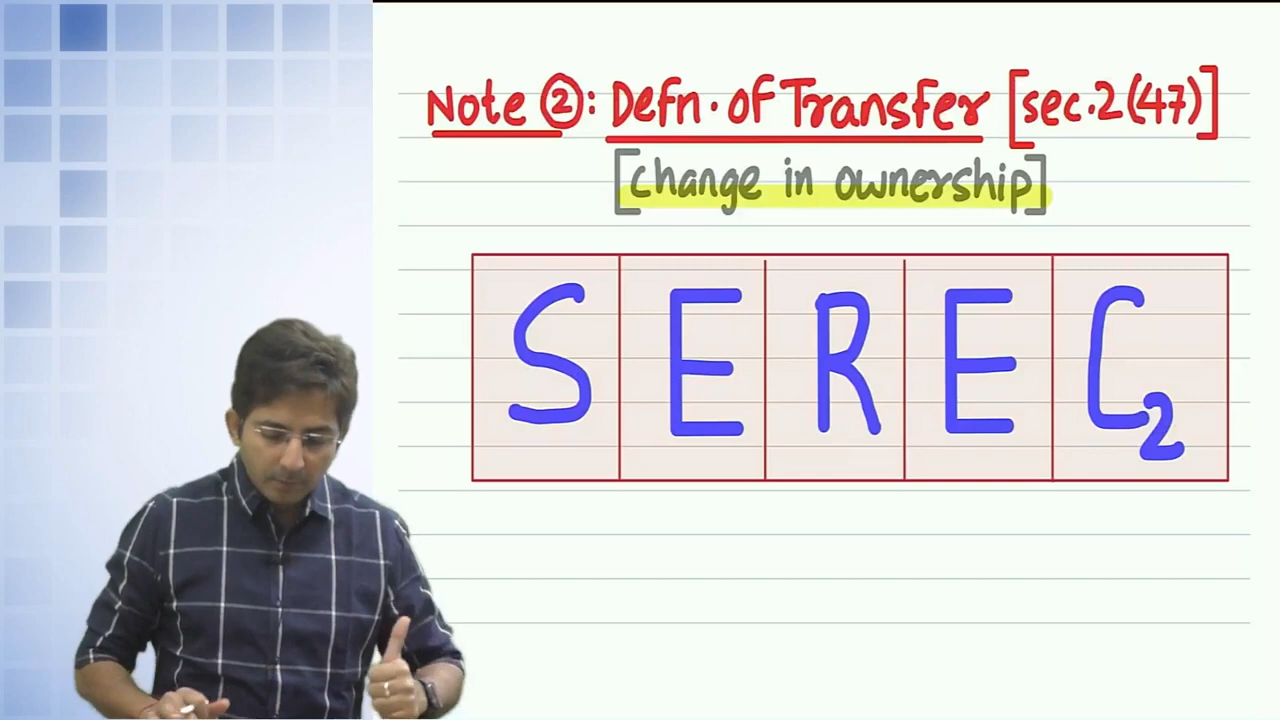 Note ②: Defn. of Transfer [sec.2(47)]
[change in ownership]
S E R E C₂